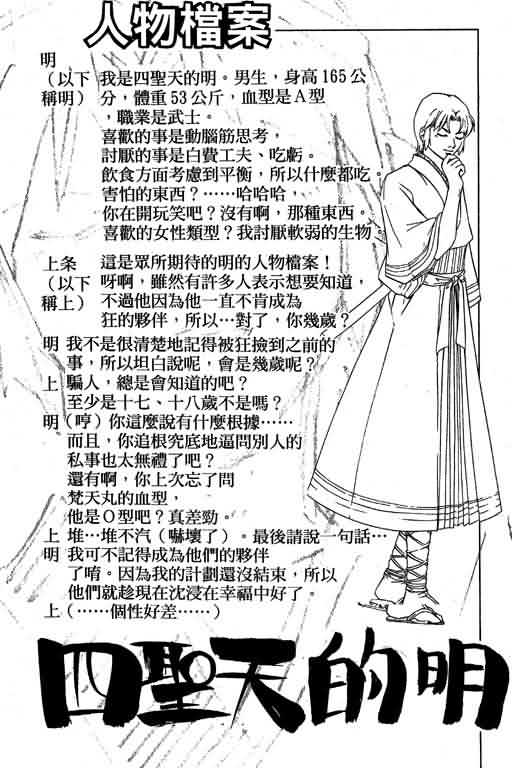 人物檔案
明
（以下 我是四聖天的明。男生，身高165公
稱明）分，體重53公斤，血型是A型
，職業是武士。
喜歡的事是動腦筋思考，
討厭的事是白費工夫、吃虧。
飲食方面考慮到平衡，所以什麼都吃。
害怕的東西？……哈哈哈，
你在開玩笑吧？沒有啊，那種東西。
喜歡的女性類型？我討厭軟弱的生物。
上条 這是眾所期待的明的人物檔案！
（以下 呀啊，雖然有許多人表示想要知道，
稱上）不過他因為他一直不肯成為
狂的夥伴，所以…對了，你幾歲？
明 我不是很清楚地記得被狂撿到之前的
事，所以坦白說呢，會是幾歲呢？
上 騙人，總是會知道的吧？
至少是十七、十八歲不是嗎？
明（哼）你這麼說有什麼根據……
而且，你追根究底地逼問別人的
私事也太無禮了吧？
還有啊，你上次忘了問
梵天丸的血型，
他是O型吧？真差勁。
上 堆…堆不汽（嚇壞了）。最後請說一句話…
明 我可不記得成為他們的夥伴
了唷。因為我的計劃還沒結束，所以
他們就趁現在沈浸在幸福中好了。
上（……個性好差……）
四聖天的明